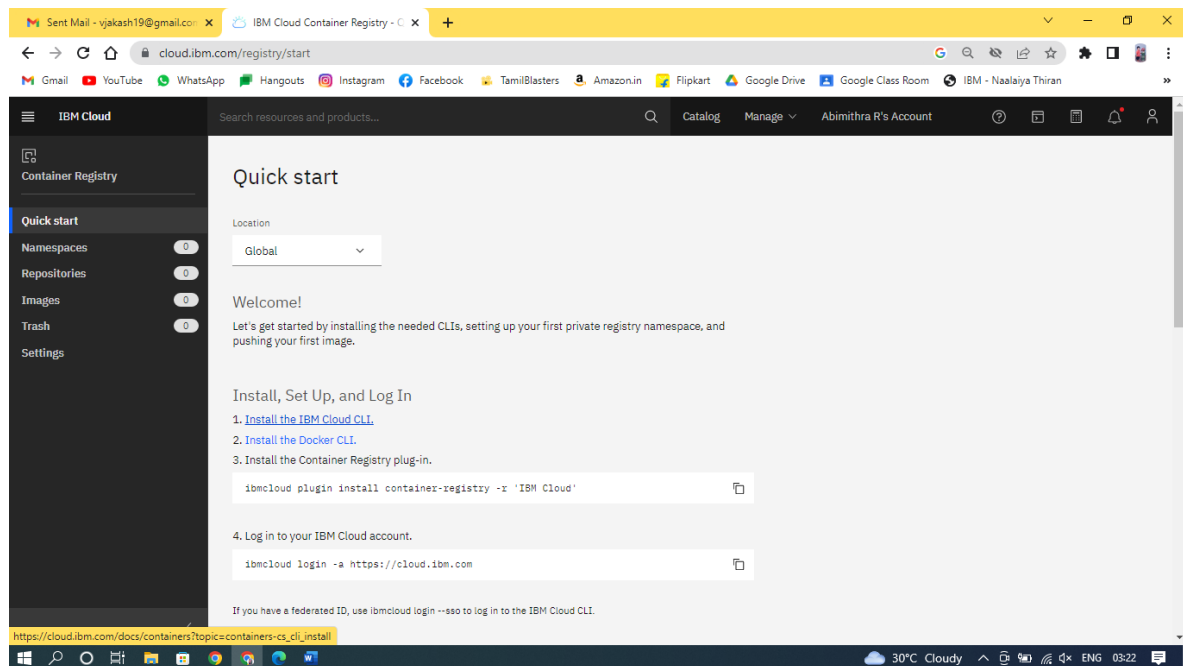 Sent Mail - vjakash19@gmail.com
IBM Cloud Container Registry - C
cloud.ibm.com/registry/start
Gmail YouTube WhatsApp Hangouts Instagram Facebook TamilBlasters Amazon.in Flipkart Google Drive Google Class Room IBM - Naalaiya Thiran »
IBM Cloud Search resources and products... Catalog Manage Abimithra R's Account
Container Registry
Quick start
Namespaces 0
Repositories 0
Images 0
Trash 0
Settings
Quick start
Location
Global
Welcome!
Let's get started by installing the needed CLIs, setting up your first private registry namespace, and
pushing your first image.
Install, Set Up, and Log In
1. Install the IBM Cloud CLI.
2. Install the Docker CLI.
3. Install the Container Registry plug-in.
ibmcloud plugin install container-registry -r 'IBM Cloud'
4. Log in to your IBM Cloud account.
ibmcloud login -a https://cloud.ibm.com
If you have a federated ID, use ibmcloud login --sso to log in to the IBM Cloud CLI.
https://cloud.ibm.com/docs/containers?topic=containers-cs_cli_install
30°C Cloudy ENG 03:22